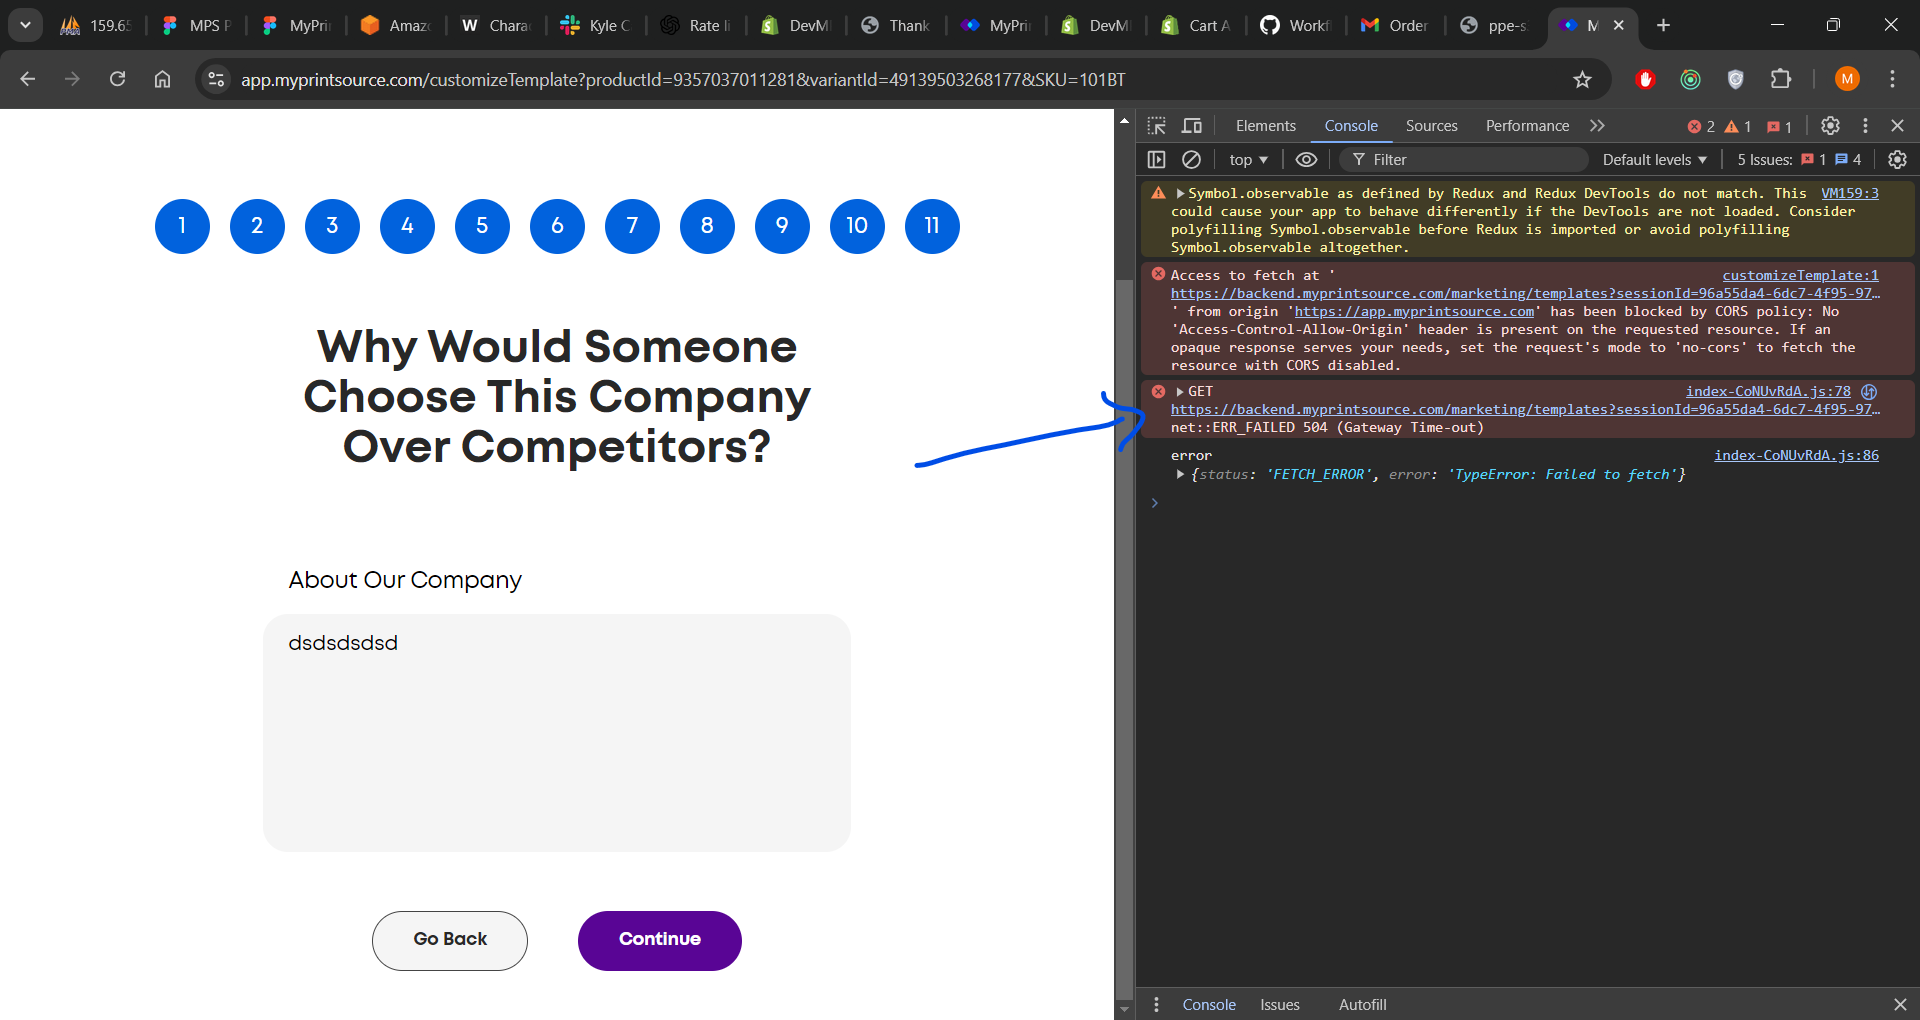 159.65
MPS P
MyPri
Amaz
W Chara
Kyle C
Rate li
DevM
Thank
MyPri
DevM
Cart A
Workf
Order
ppe-s
M
app.myprintsource.com/customizeTemplate?productId=9357037011281&variantId=49139503268177&SKU=101BT
M
1 2 3 4 5 6 7 8 9 10 11
Why Would Someone
Choose This Company
Over Competitors?
About Our Company
dsdsdsdsd
Go Back
Continue
Elements Console Sources Performance 2 1 1
top Filter Default levels 5 Issues: 1 4
Symbol.observable as defined by Redux and Redux DevTools do not match. This VM159:3
could cause your app to behave differently if the DevTools are not loaded. Consider
polyfilling Symbol.observable before Redux is imported or avoid polyfilling
Symbol.observable altogether.
Access to fetch at ' customizeTemplate:1
https://backend.myprintsource.com/marketing/templates?sessionId=96a55da4-6dc7-4f95-97…
' from origin 'https://app.myprintsource.com' has been blocked by CORS policy: No
'Access-Control-Allow-Origin' header is present on the requested resource. If an
opaque response serves your needs, set the request's mode to 'no-cors' to fetch the
resource with CORS disabled.
GET index-CoNUvRdA.js:78
https://backend.myprintsource.com/marketing/templates?sessionId=96a55da4-6dc7-4f95-97…
net::ERR_FAILED 504 (Gateway Time-out)
error index-CoNUvRdA.js:86
{status: 'FETCH_ERROR', error: 'TypeError: Failed to fetch'}
Console Issues Autofill